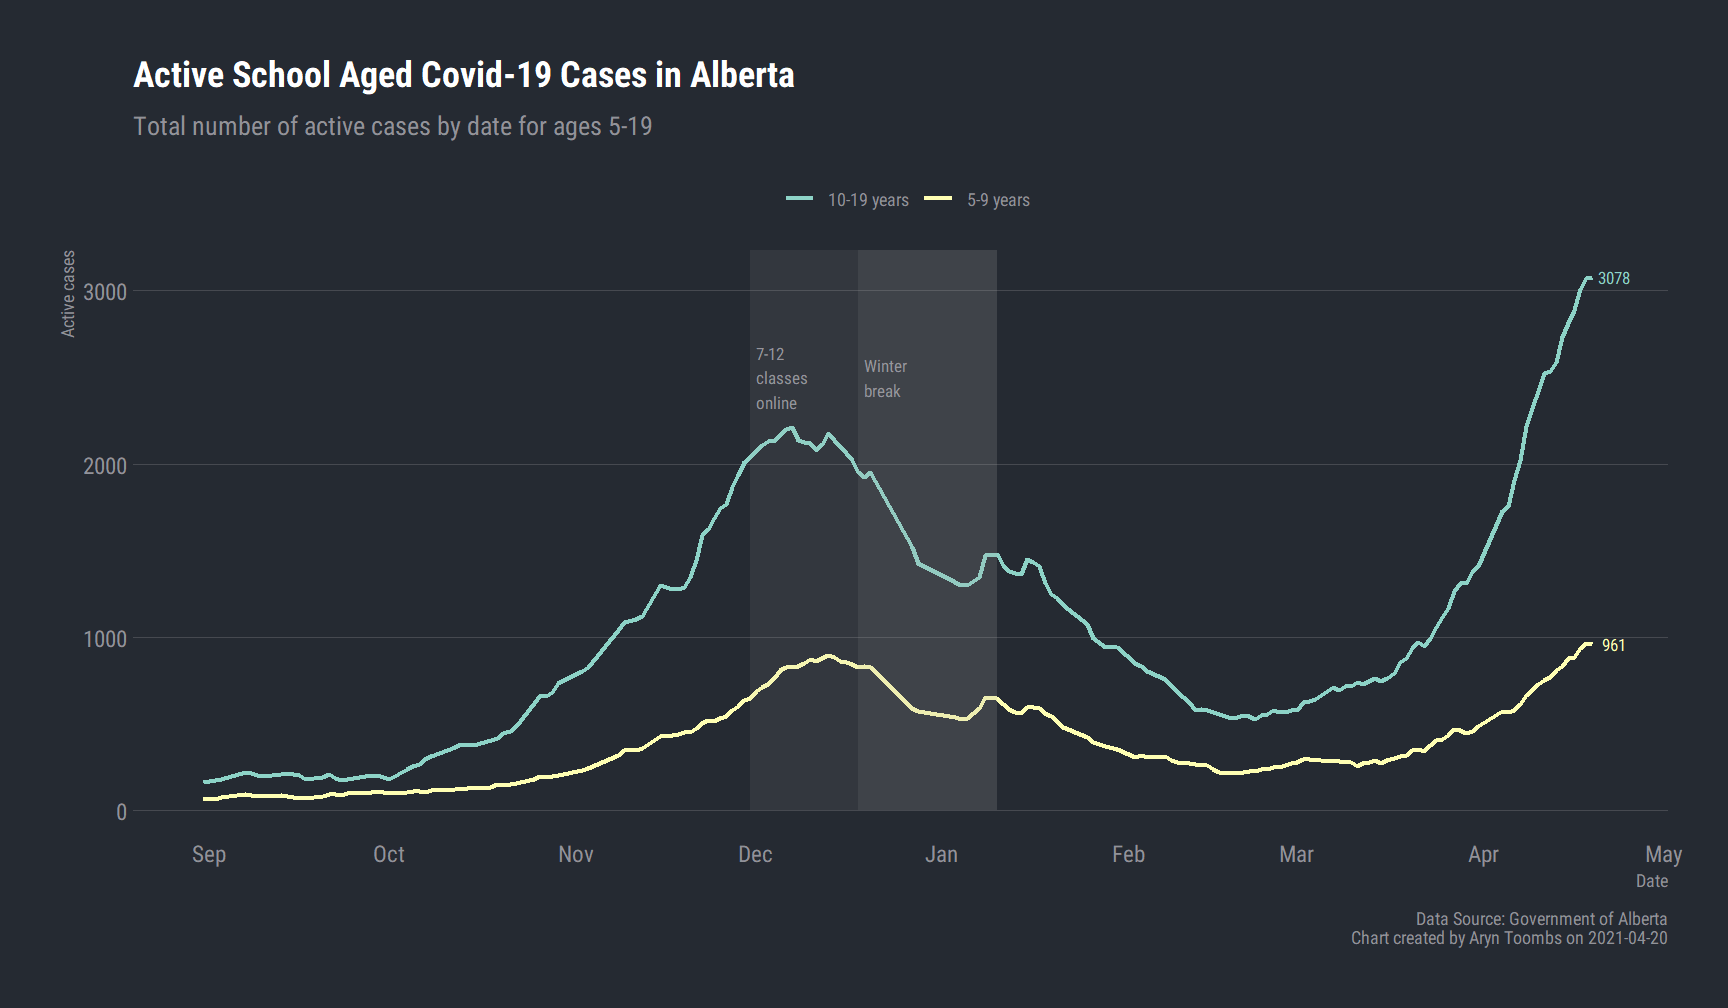 Active School Aged Covid-19 Cases in Alberta
Total number of active cases by date for ages 5-19
10-19 years
5-9 years
Active cases
3000
2000
1000
0
7-12
classes
online
Winter
break
3078
961
Sep
Oct
Nov
Dec
Jan
Feb
Mar
Apr
May
Date
Data Source: Government of Alberta
Chart created by Aryn Toombs on 2021-04-20